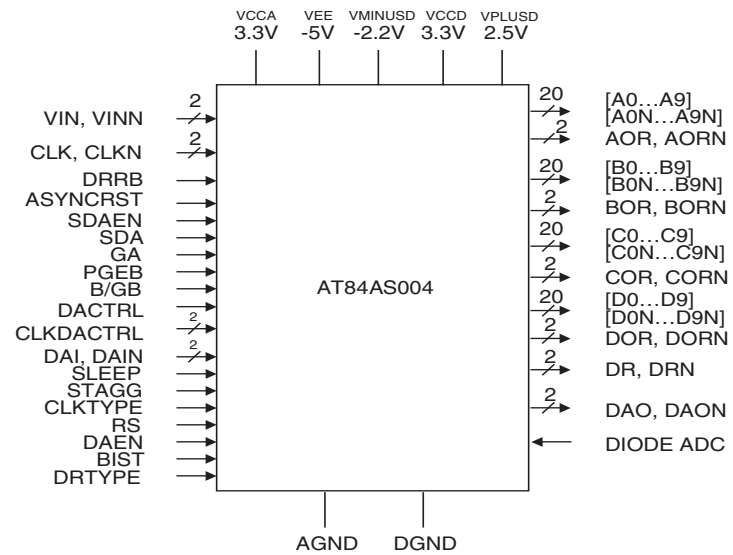 VCCA VEE VMINUSD VCCD VPLUSD
3.3V -5V -2.2V 3.3V 2.5V
VIN, VINN 2
CLK, CLKN 2
DRRB
ASYNCRST
SDAEN
SDA
GA
PGEB
B/GB
DACTRL
CLKDACTRL 2
DAI, DAIN 2
SLEEP
STAGG
CLKTYPE
RS
DAEN
BIST
DRTYPE
AT84AS004
20 [A0...A9]
[A0N...A9N]
2 AOR, AORN
20 [B0...B9]
[B0N...B9N]
2 BOR, BORN
20 [C0...C9]
[C0N...C9N]
2 COR, CORN
20 [D0...D9]
[D0N...D9N]
2 DOR, DORN
2 DR, DRN
2 DAO, DAON
DIODE ADC
AGND DGND